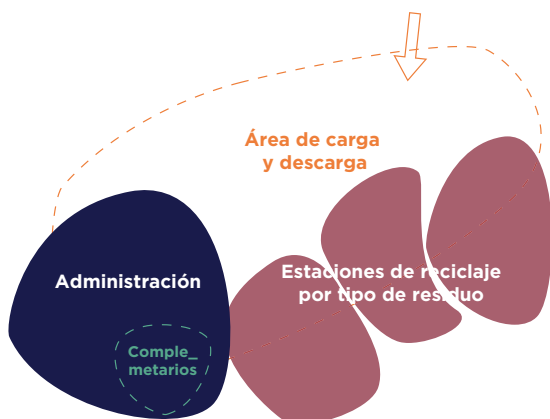 Área de carga
y descarga
Administración
Estaciones de reciclaje
por tipo de residuo
Comple_
metarios